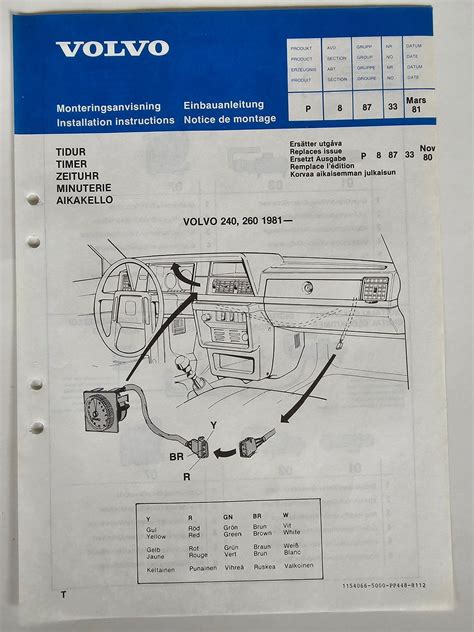 VOLVO
PRODUKT AVD GRUPP NR DATUM
PRODUCT SECTION GROUP NO DATE
ERZEUGNIS ABT GRUPPE NR DATUM
PRODUIT SECTION GROUPE NO DATE
P 8 87 33 Mars 81
Monteringsanvisning Einbauanleitung
Installation instructions Notice de montage
TIDUR
TIMER
ZEITUHR
MINUTERIE
AIKAKELLO
Ersätter utgåva
Replaces issue
Ersetzt Ausgabe P 8 87 33 Nov 80
Remplace l'édition
Korvaa aikaisemman julkaisun
VOLVO 240, 260 1981—
Y
BR
R
Y R GN BR W
Gul Röd Grön Brun Vit
Yellow Red Green Brown White
Gelb Rot Grün Braun Weiß
Jaune Rouge Vert Brun Blanc
Keltainen Punainen Vihreä Ruskea Valkoinen
T
1154066-5000-PP448-8112